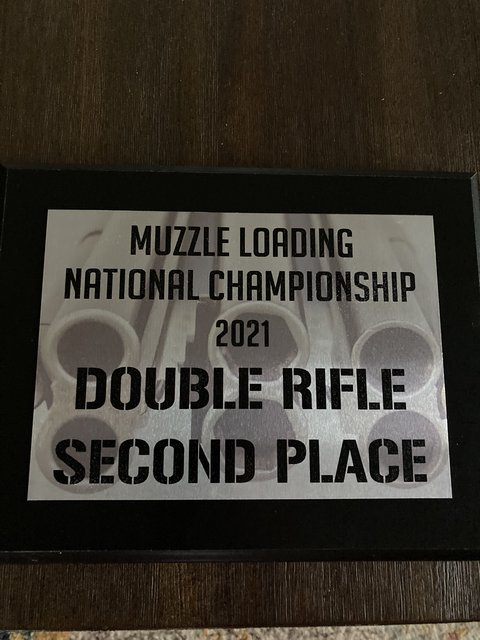 MUZZLE LOADING
NATIONAL CHAMPIONSHIP
2021
DOUBLE RIFLE
SECOND PLACE